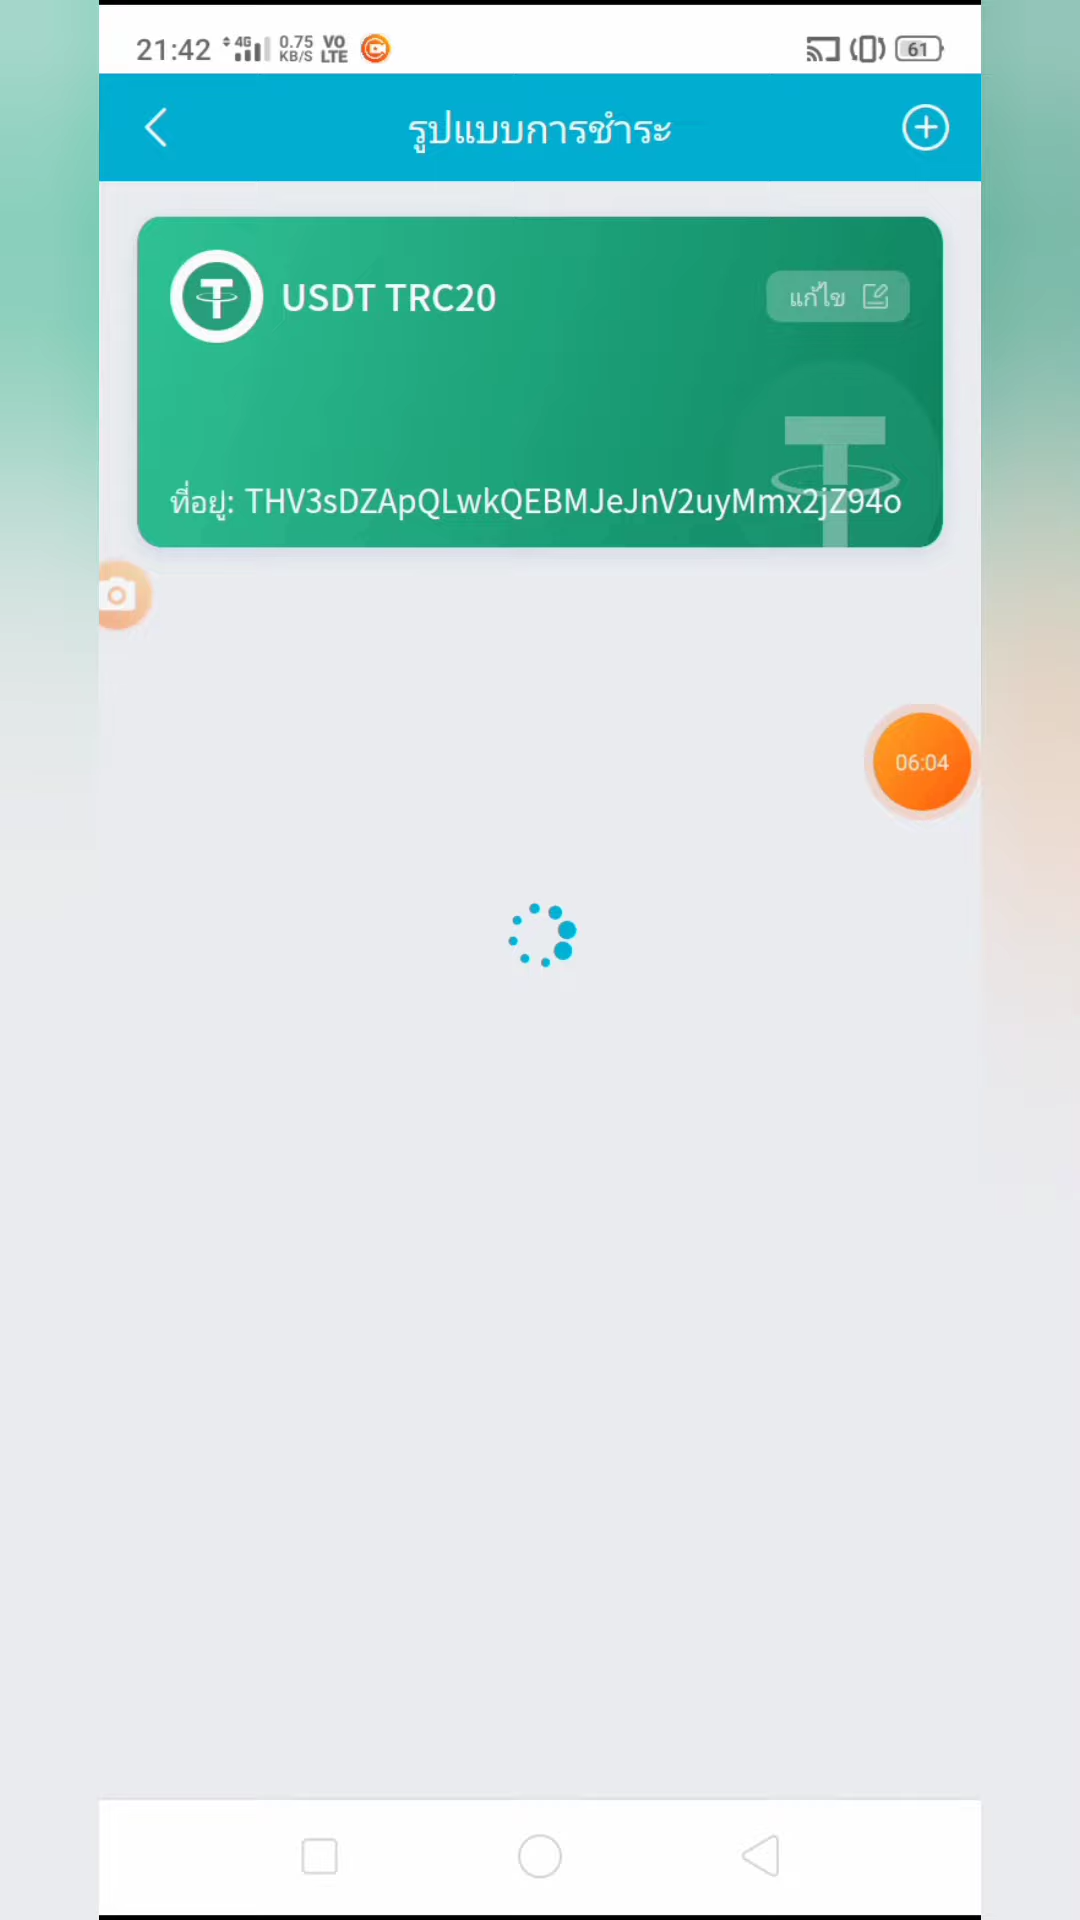 21:42 4G 0.75 KB/S VO LTE 61
รูปแบบการชำระ
USDT TRC20
แก้ไข
ที่อยู่: THV3sDZApQLwkQEBMJeJnV2uyMmx2jZ94o
06:04